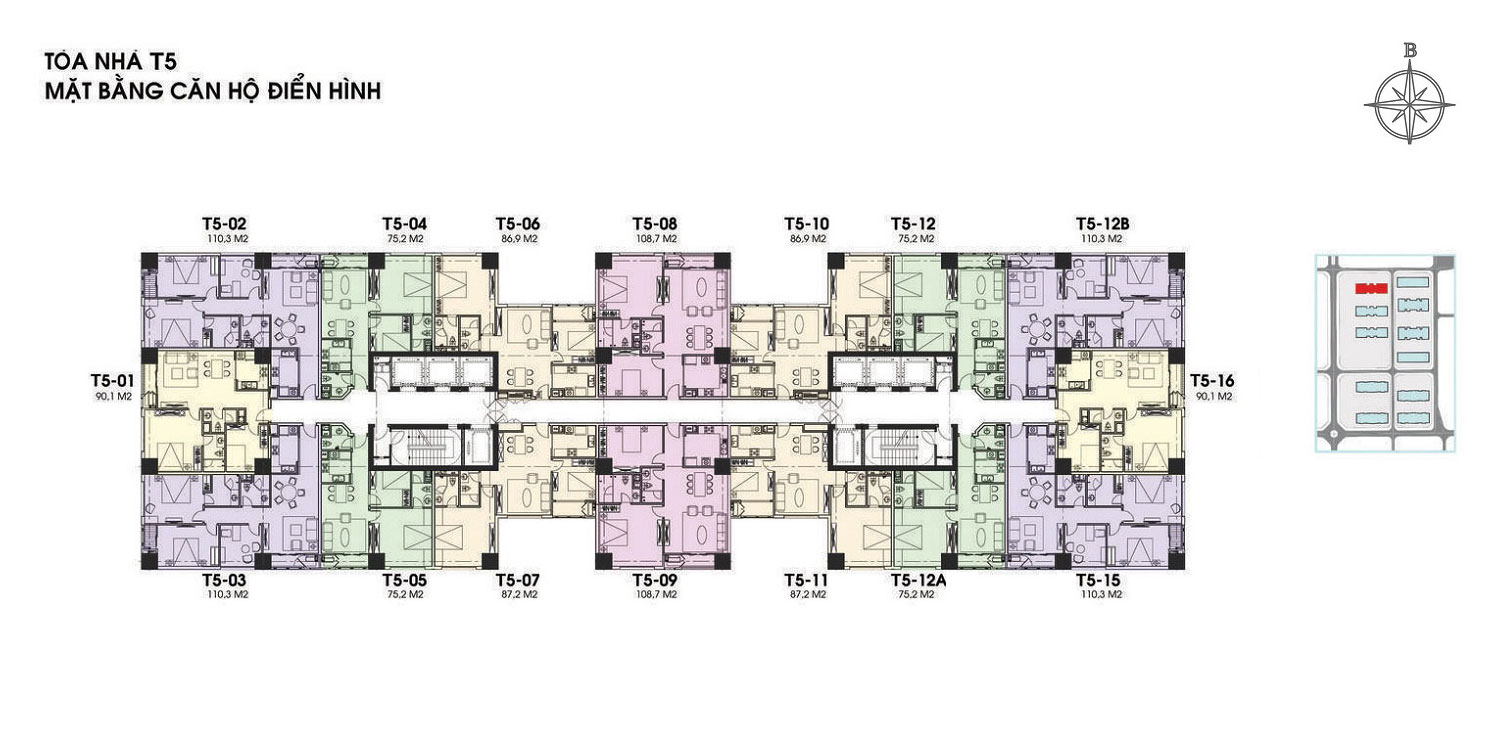 TÒA NHÀ T5
MẶT BẰNG CĂN HỘ ĐIỂN HÌNH
B
T5-02
110,3 M2
T5-04
75,2 M2
T5-06
86,9 M2
T5-08
108,7 M2
T5-10
86,9 M2
T5-12
75,2 M2
T5-12B
110,3 M2
T5-01
90,1 M2
T5-16
90,1 M2
T5-03
110,3 M2
T5-05
75,2 M2
T5-07
87,2 M2
T5-09
108,7 M2
T5-11
87,2 M2
T5-12A
75,2 M2
T5-15
110,3 M2